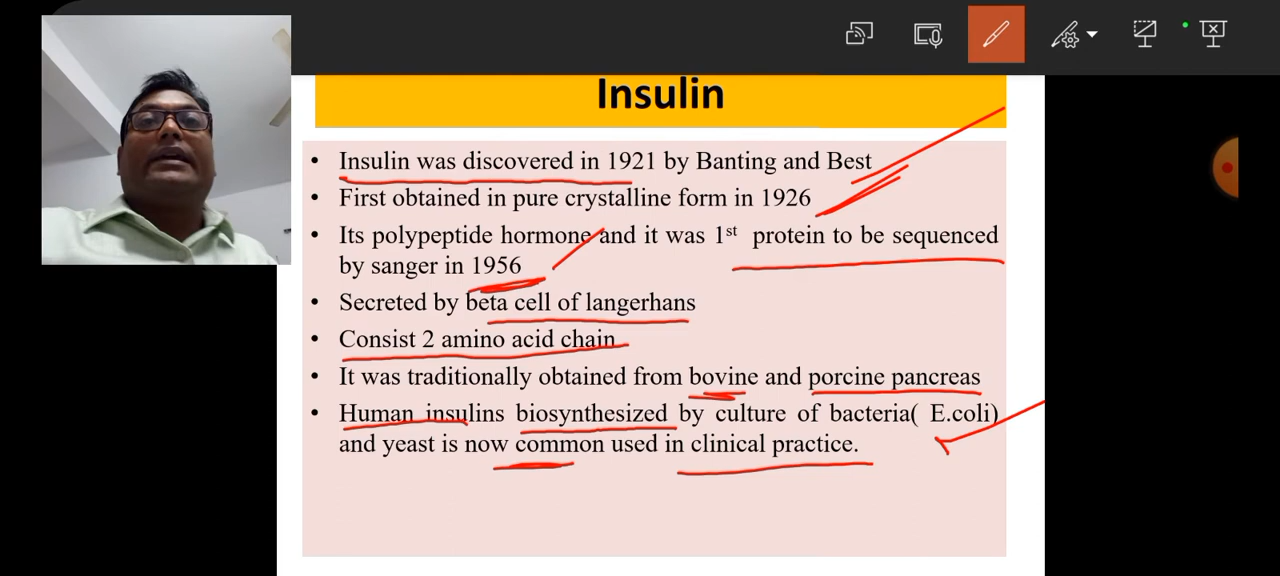 Insulin
• Insulin was discovered in 1921 by Banting and Best
• First obtained in pure crystalline form in 1926
• Its polypeptide hormone and it was 1st protein to be sequenced
by sanger in 1956
• Secreted by beta cell of langerhans
• Consist 2 amino acid chain
• It was traditionally obtained from bovine and porcine pancreas
• Human insulins biosynthesized by culture of bacteria( E.coli)
and yeast is now common used in clinical practice.